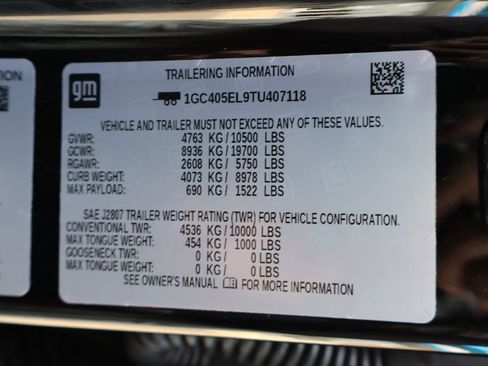 gm
TRAILERING INFORMATION
1GC405EL9TU407118
VEHICLE AND TRAILER MUST NOT EXCEED ANY OF THESE VALUES.
GVWR: 4763 KG/10500 LBS
GCWR: 8936 KG/19700 LBS
RGAWR: 2608 KG/ 5750 LBS
CURB WEIGHT: 4073 KG/ 8978 LBS
MAX PAYLOAD: 690 KG/ 1522 LBS
SAE J2807 TRAILER WEIGHT RATING (TWR) FOR VEHICLE CONFIGURATION.
CONVENTIONAL TWR: 4536 KG/10000 LBS
MAX TONGUE WEIGHT: 454 KG/ 1000 LBS
GOOSENECK TWR: 0 KG/ 0 LBS
MAX TONGUE WEIGHT: 0 KG/ 0 LBS
SEE OWNER'S MANUAL FOR MORE INFORMATION